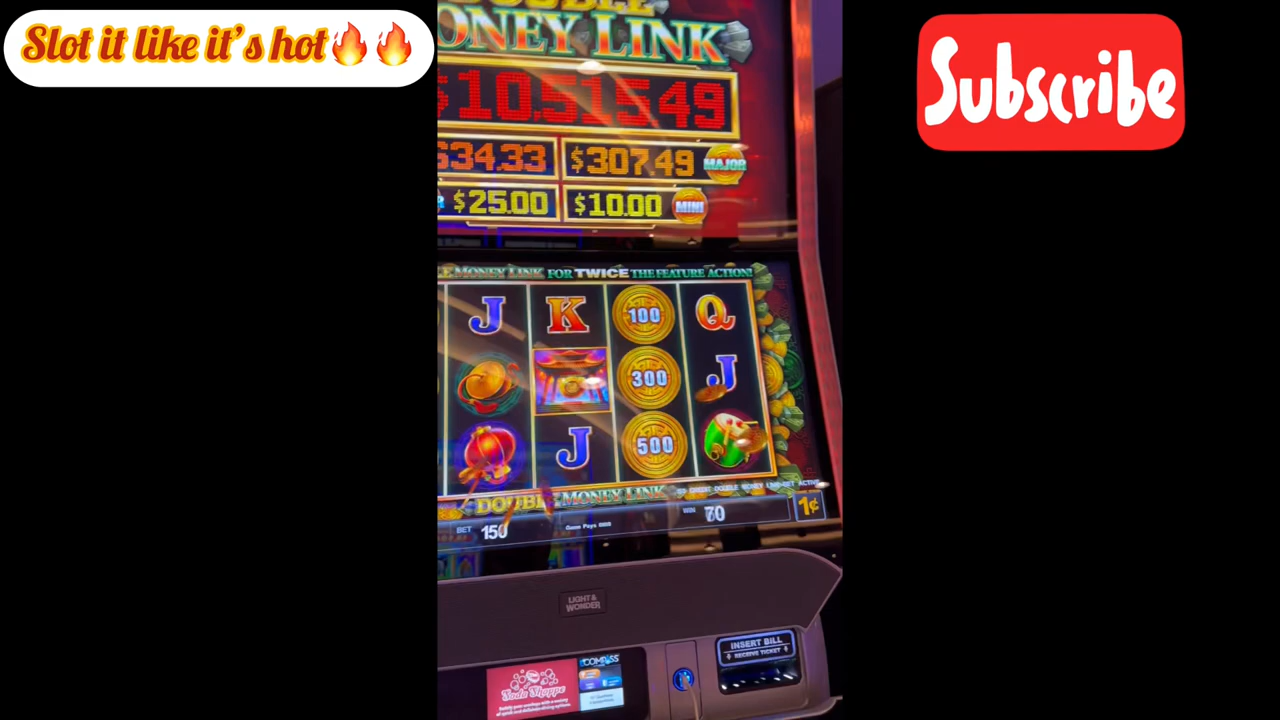 Slot it like it's hot🔥🔥
Subscribe
DOUBLE
ONEY LINK
$10,515.49
$34.33
$307.49 MAJOR
$25.00
$10.00 MINI
MONEY LINK FOR TWICE THE FEATURE ACTION!
J K 100 Q
300 J
J 500
DOUBLE MONEY LINK
BET 150
WIN 70
1¢
LIGHT &
WONDER
INSERT BILL
RECEIVE TICKET
COMPASS
Soda Shoppe